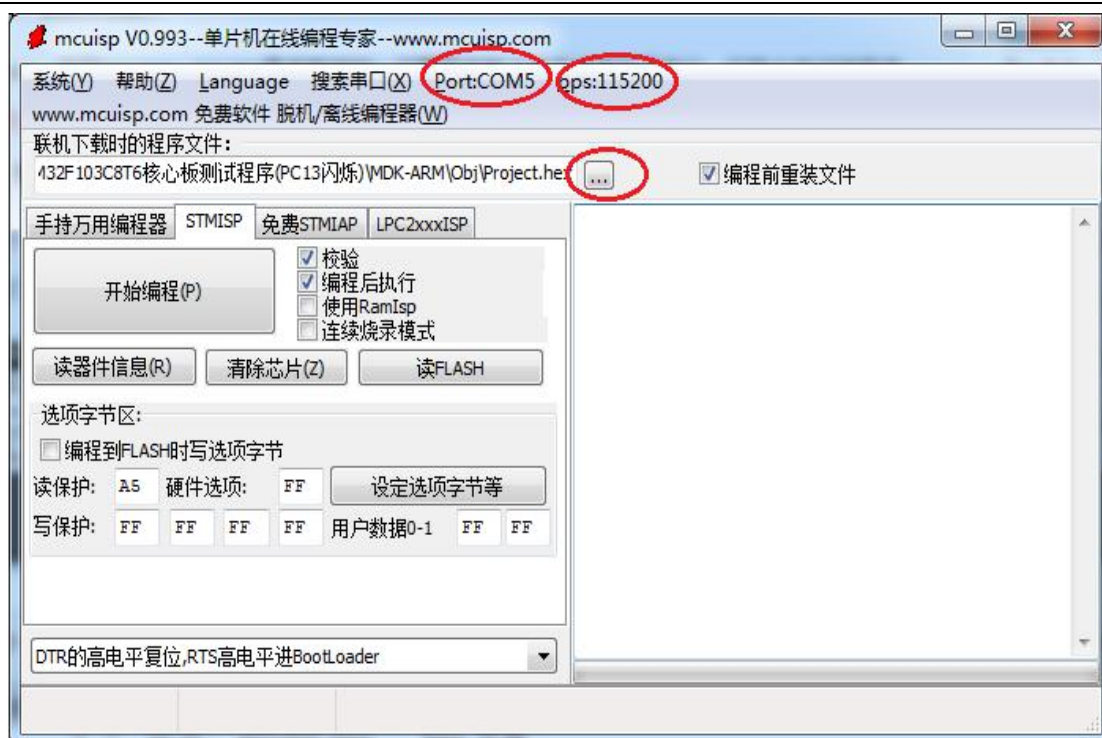 mcuisp V0.993--单片机在线编程专家--www.mcuisp.com
系统(Y) 帮助(Z) Language 搜索串口(X) Port:COM5 bps:115200
www.mcuisp.com 免费软件 脱机/离线编程器(W)
联机下载时的程序文件:
432F103C8T6核心板测试程序(PC13闪烁)\MDK-ARM\Obj\Project.hex ... 编程前重装文件
手持万用编程器 STMISP 免费STMIAP LPC2xxxISP
开始编程(P)
校验
编程后执行
使用RamIsp
连续烧录模式
读器件信息(R) 清除芯片(Z) 读FLASH
选项字节区:
编程到FLASH时写选项字节
读保护: A5 硬件选项: FF 设定选项字节等
写保护: FF FF FF FF 用户数据0-1 FF FF
DTR的高电平复位,RTS高电平进BootLoader